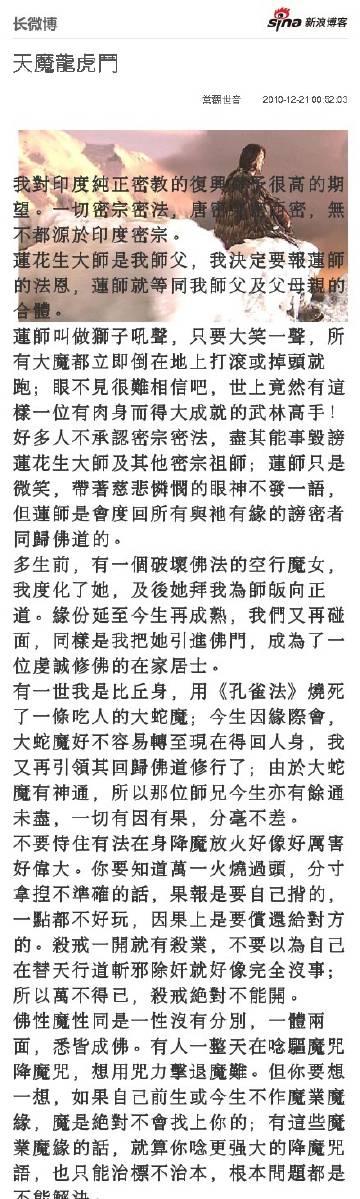 长微博
sina 新浪博客
天魔龍虎鬥
2010-12-21 00:52:03
我對印度純正密教的復興 很高的期
望。一切密宗密法，唐密 密，無
不都源於印度密宗。
蓮花生大師是我師父，我決定要報蓮師
的法恩，蓮師就等同我師父及父母親的
合體。
蓮師叫做獅子吼聲，只要大笑一聲，所
有大魔都立即倒在地上打滾或掉頭就
跑；眼不見很難相信吧，世上竟然有這
樣一位有肉身而得大成就的武林高手！
好多人不承認密宗密法，盡其能事毀謗
蓮花生大師及其他密宗祖師；蓮師只是
微笑，帶著慈悲憐憫的眼神不發一語，
但蓮師是會度回所有與祂有緣的謗密者
同歸佛道的。
多生前，有一個破壞佛法的空行魔女，
我度化了她，及後她拜我為師皈向正
道。緣份延至今生再成熟，我們又再碰
面，同樣是我把她引進佛門，成為了一
位虔誠修佛的在家居士。
有一世我是比丘身，用《孔雀法》燒死
了一條吃人的大蛇魔；今生因緣際會，
大蛇魔好不容易轉至現在得回人身，我
又再引領其回歸佛道修行了；由於大蛇
魔有神通，所以那位師兄今生亦有餘通
未盡，一切有因有果，分毫不差。
不要恃住有法在身降魔放火好像好厲害
好偉大。你要知道萬一火燒過頭，分寸
拿捏不準確的話，果報是要自己揹的，
一點都不好玩，因果上是要償還給對方
的。殺戒一開就有殺業，不要以為自己
在替天行道斬邪除奸就好像完全沒事；
所以萬不得已，殺戒絕對不能開。
佛性魔性同是一性沒有分別，一體兩
面，悉皆成佛。有人一整天在唸驅魔咒
降魔咒，想用咒力擊退魔難。但你要想
一想，如果自己前生或今生不作魔業魔
緣，魔是絕對不會找上你的；有這些魔
業魔緣的話，就算你唸更强大的降魔咒
語，也只能治標不治本，根本問題都是
不能解決